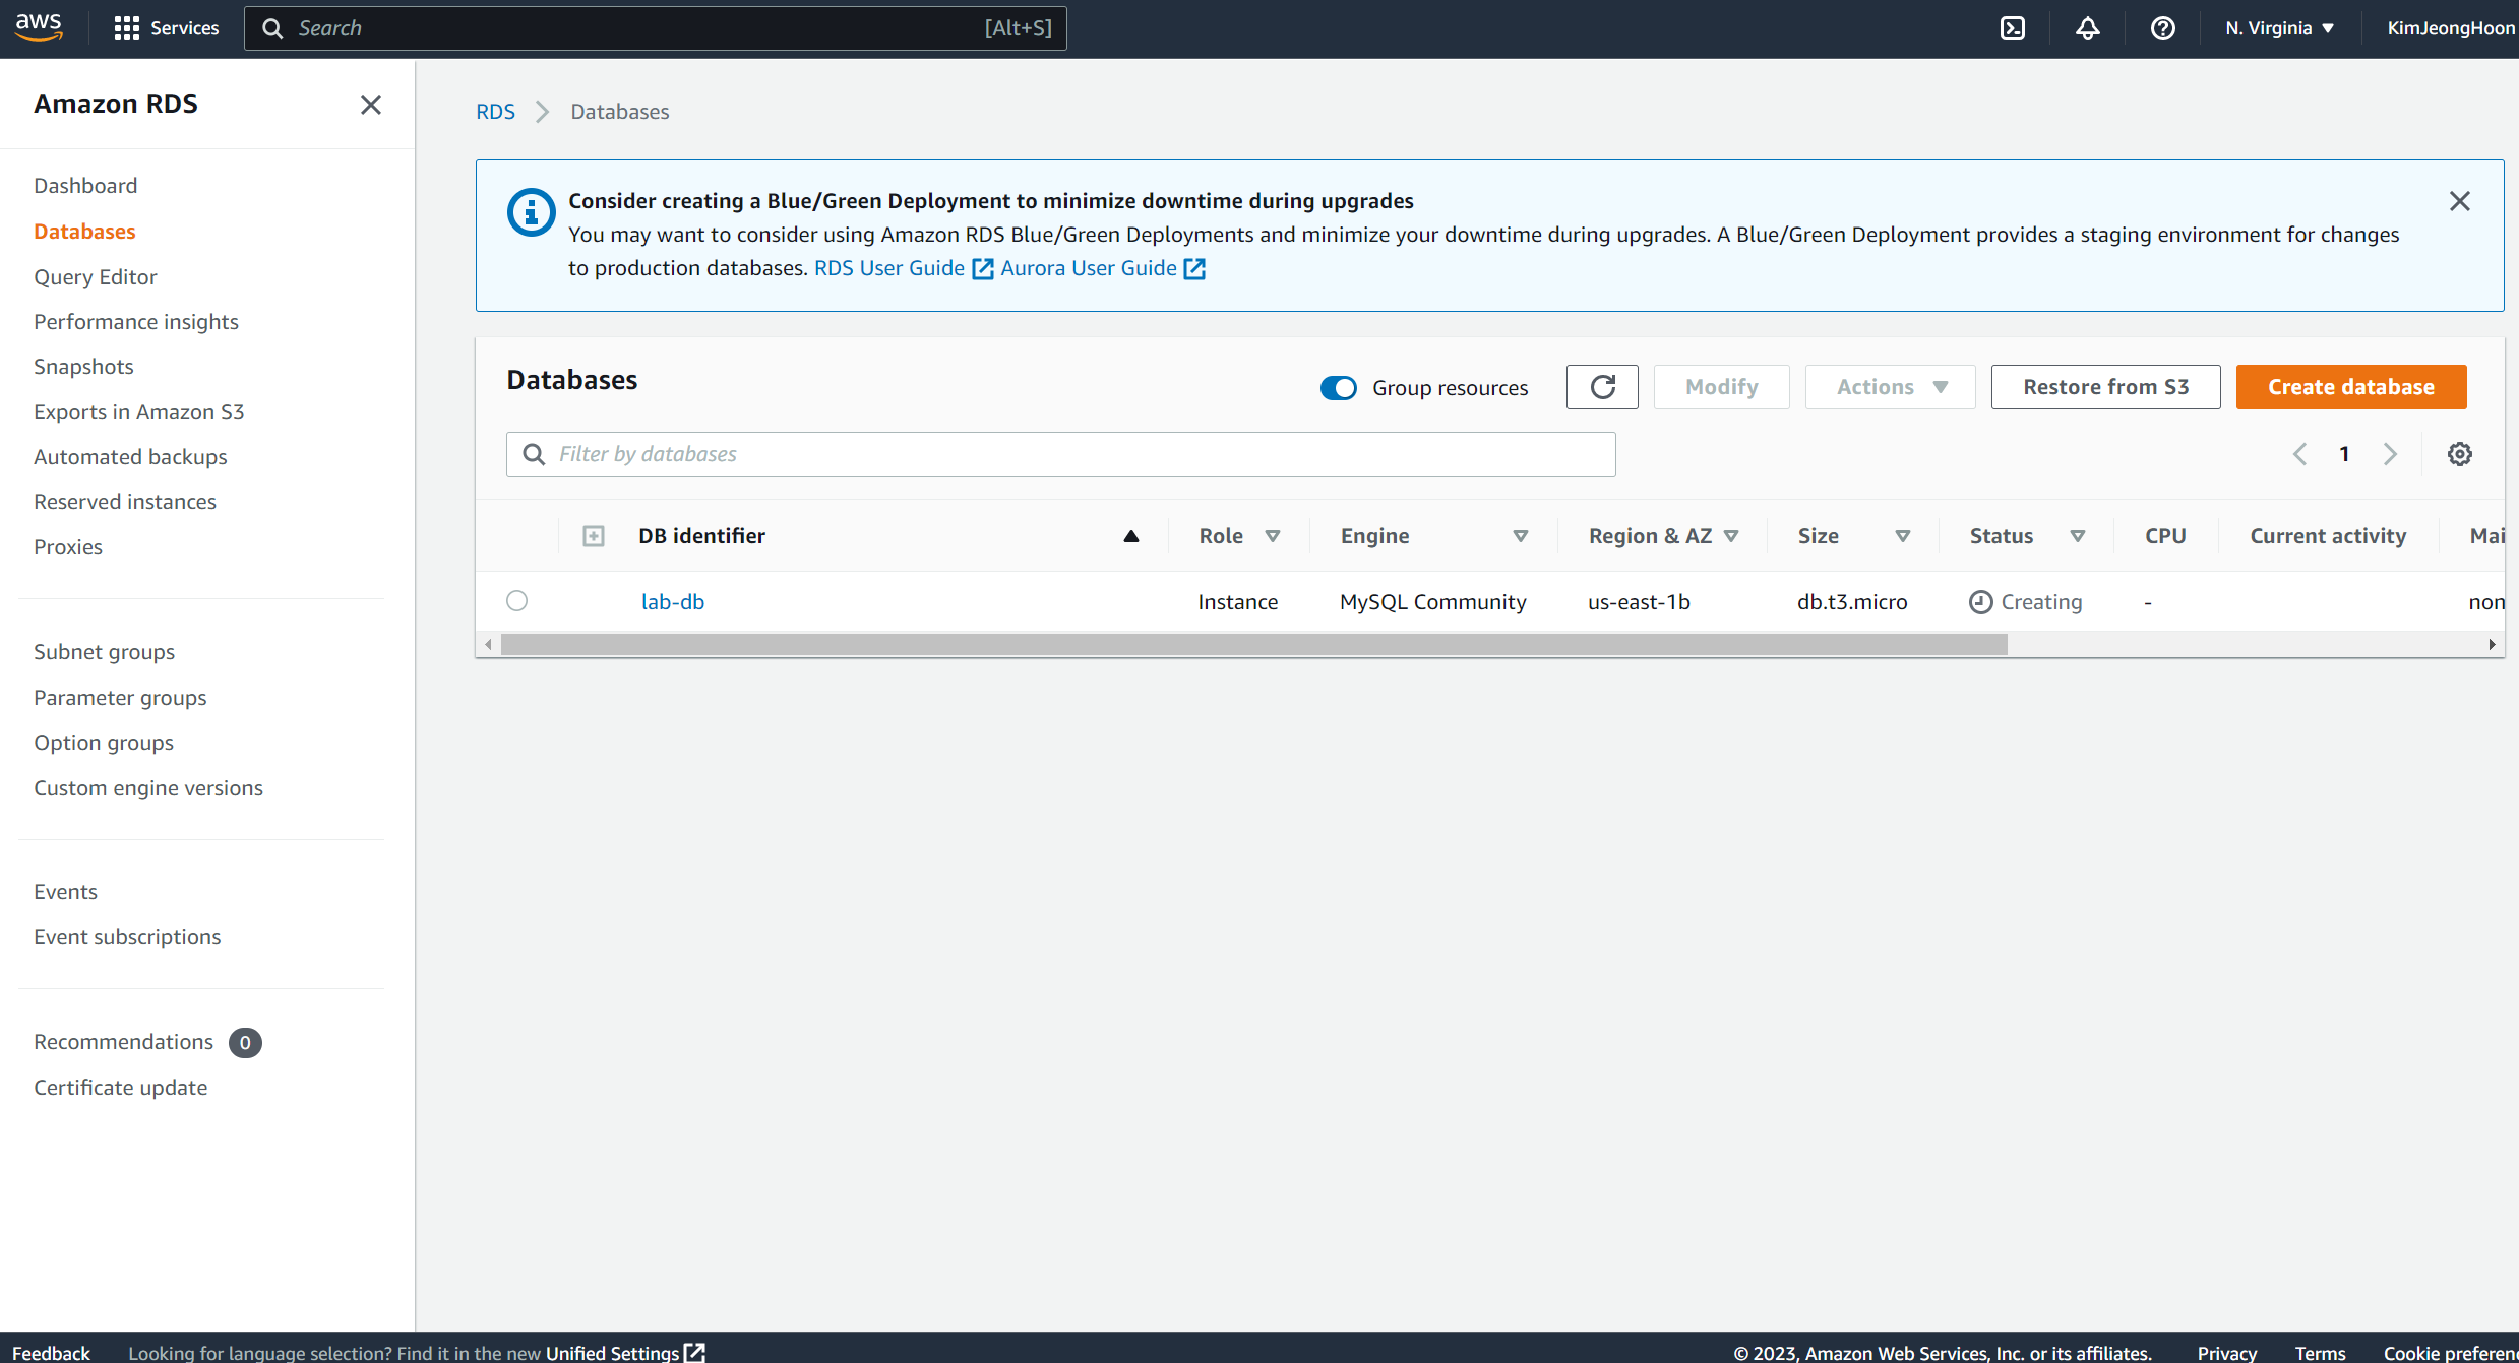 aws
Services
Search
[Alt+S]
N. Virginia
KimJeongHoon
Amazon RDS
Dashboard
Databases
Query Editor
Performance insights
Snapshots
Exports in Amazon S3
Automated backups
Reserved instances
Proxies
Subnet groups
Parameter groups
Option groups
Custom engine versions
Events
Event subscriptions
Recommendations 0
Certificate update
RDS
Databases
Consider creating a Blue/Green Deployment to minimize downtime during upgrades
You may want to consider using Amazon RDS Blue/Green Deployments and minimize your downtime during upgrades. A Blue/Green Deployment provides a staging environment for changes
to production databases. RDS User Guide Aurora User Guide
Databases
Group resources
Modify
Actions
Restore from S3
Create database
Filter by databases
1
DB identifier Role Engine Region & AZ Size Status CPU Current activity Mai
lab-db Instance MySQL Community us-east-1b db.t3.micro Creating - non
Feedback
Looking for language selection? Find it in the new Unified Settings
© 2023, Amazon Web Services, Inc. or its affiliates.
Privacy
Terms
Cookie preferen